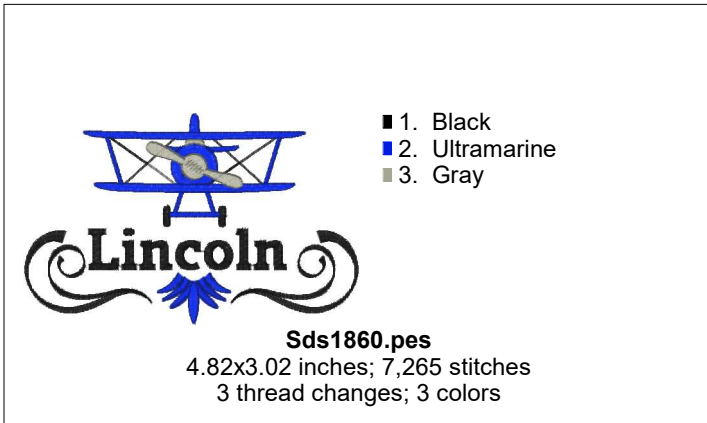 1. Black
2. Ultramarine
3. Gray
Lincoln
Sds1860.pes
4.82x3.02 inches; 7,265 stitches
3 thread changes; 3 colors